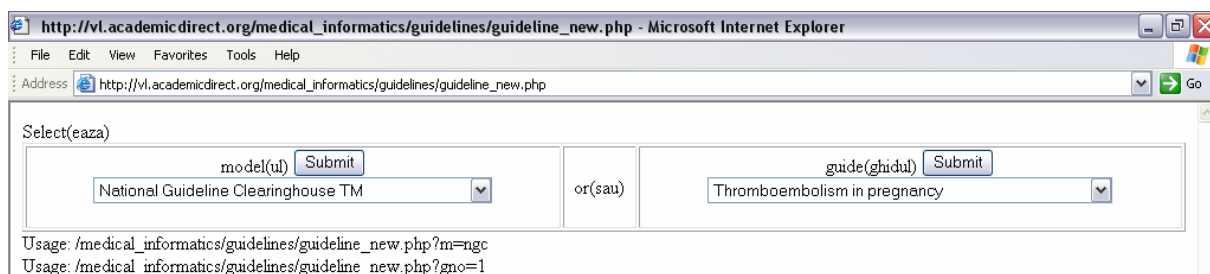 http://vl.academicdirect.org/medical_informatics/guidelines/guideline_new.php - Microsoft Internet Explorer
File Edit View Favorites Tools Help
Address http://vl.academicdirect.org/medical_informatics/guidelines/guideline_new.php Go
Select(eaza)
model(ul) Submit
National Guideline Clearinghouse TM
or(sau)
guide(ghidul) Submit
Thromboembolism in pregnancy
Usage: /medical_informatics/guidelines/guideline_new.php?m=ngc
Usage: /medical_informatics/guidelines/guideline_new.php?gno=1